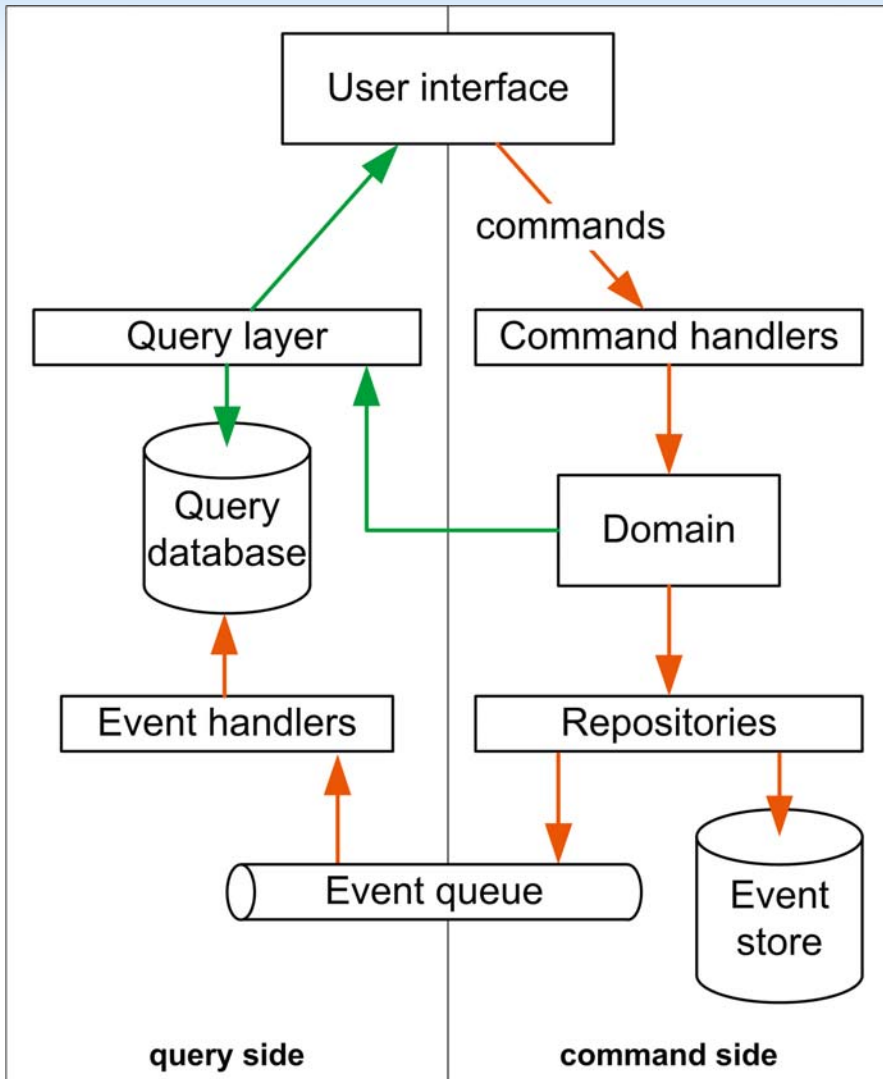 User interface
commands
Query layer
Command handlers
Query
database
Domain
Event handlers
Repositories
Event queue
Event
store
query side
command side